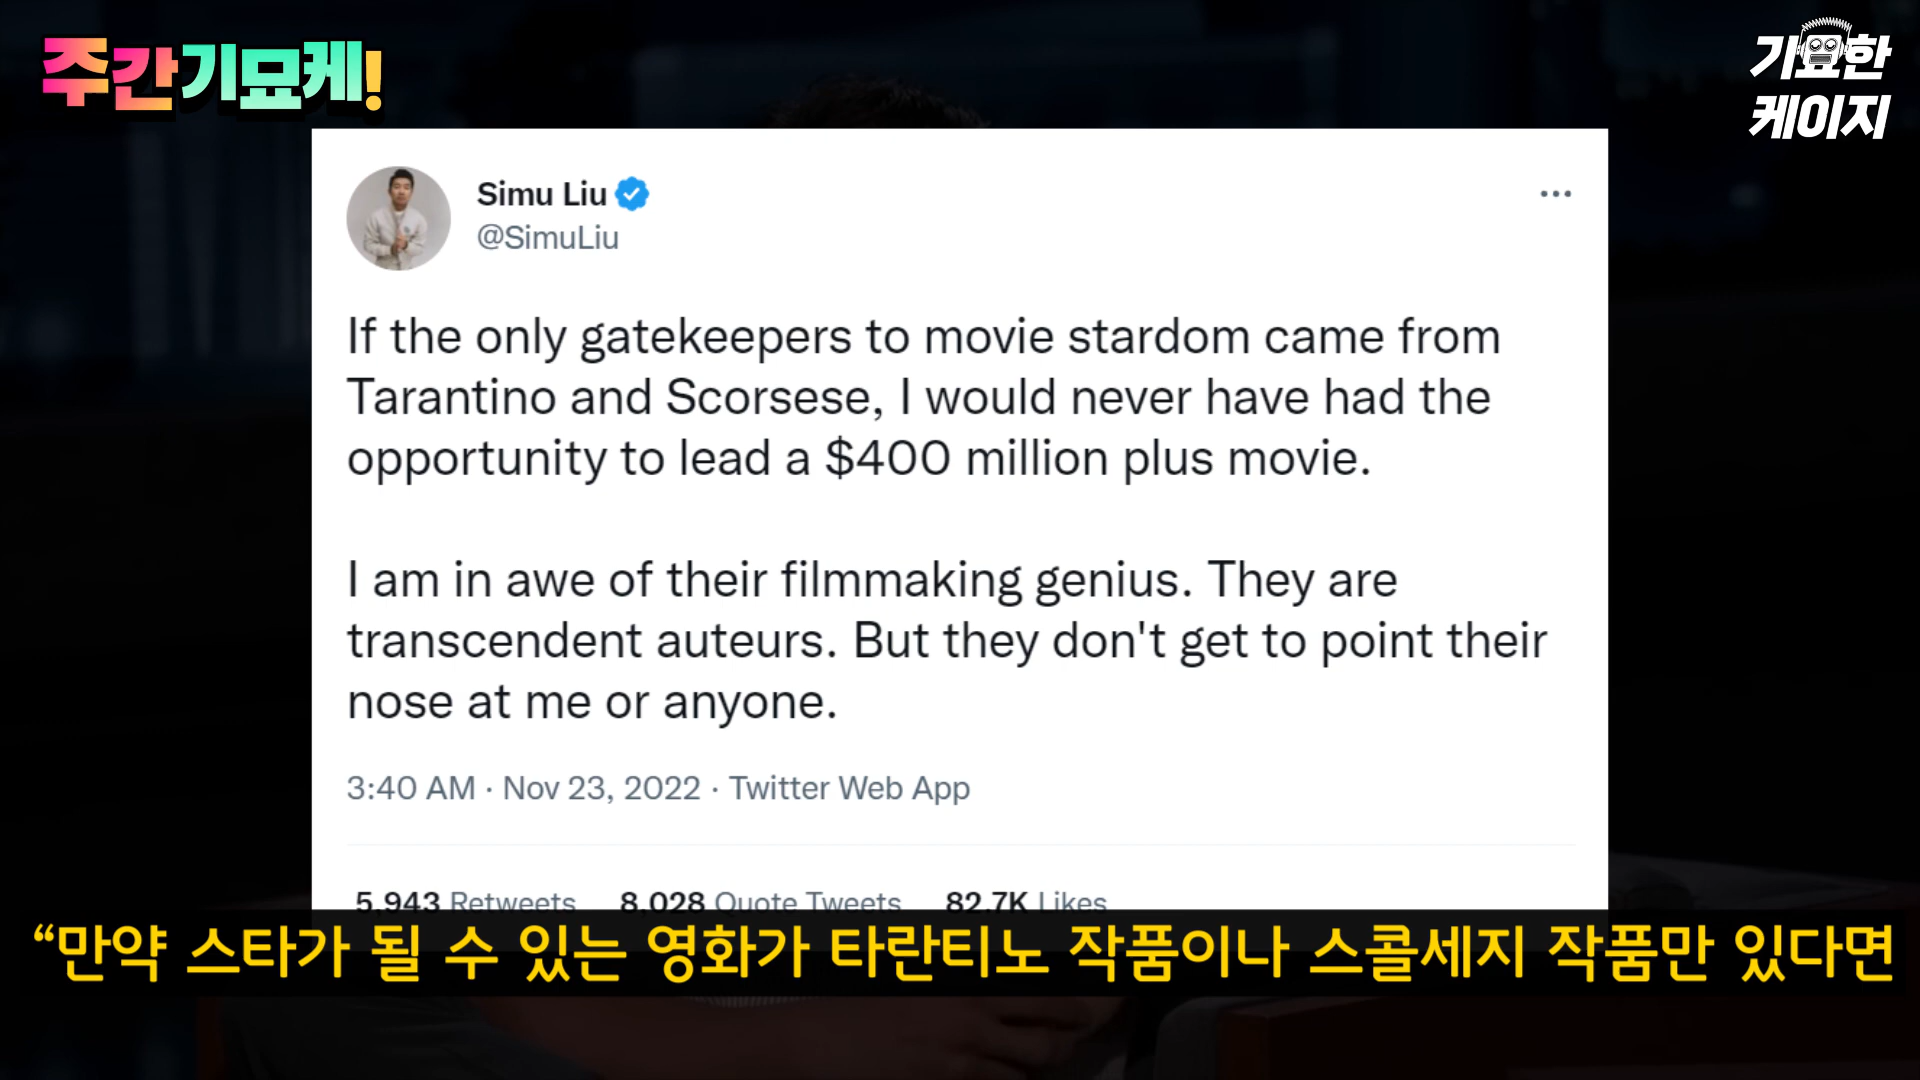 주간기묘케!
기묘한
케이지
Simu Liu
@SimuLiu
If the only gatekeepers to movie stardom came from
Tarantino and Scorsese, I would never have had the
opportunity to lead a $400 million plus movie.
I am in awe of their filmmaking genius. They are
transcendent auteurs. But they don't get to point their
nose at me or anyone.
3:40 AM · Nov 23, 2022 · Twitter Web App
5,943 Retweets 8,028 Quote Tweets 82.7K Likes
“만약 스타가 될 수 있는 영화가 타란티노 작품이나 스콜세지 작품만 있다면